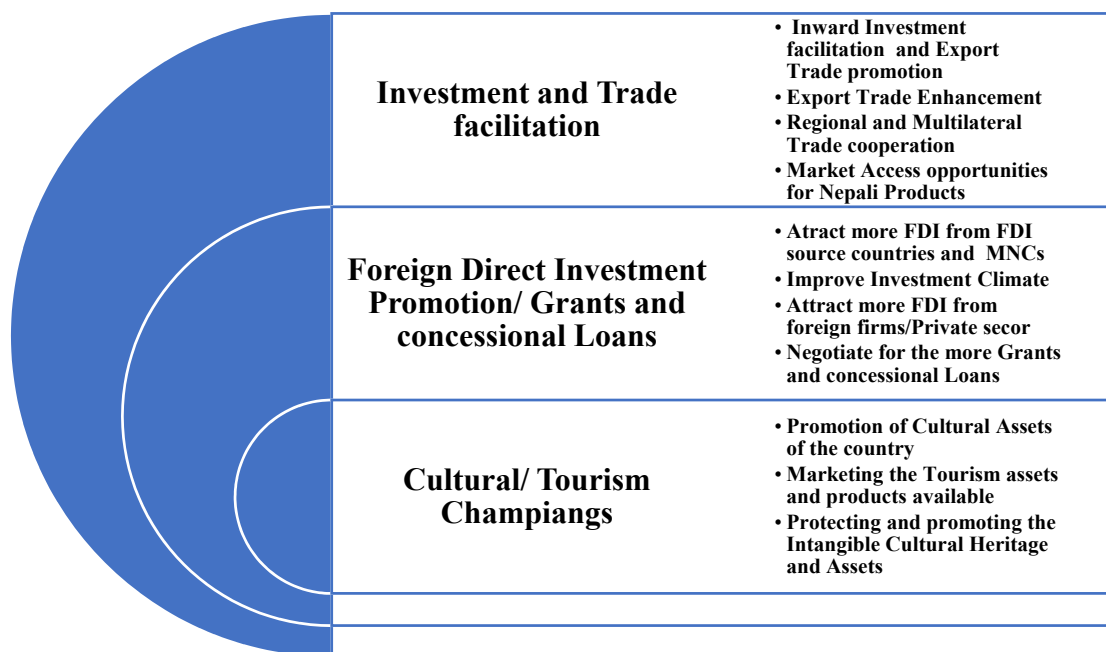 Investment and Trade
facilitation
• Inward Investment
facilitation and Export
Trade promotion
• Export Trade Enhancement
• Regional and Multilateral
Trade cooperation
• Market Access opportunities
for Nepali Products
Foreign Direct Investment
Promotion/ Grants and
concessional Loans
• Atract more FDI from FDI
source countries and MNCs
• Improve Investment Climate
• Attract more FDI from
foreign firms/Private secor
• Negotiate for the more Grants
and concessional Loans
Cultural/ Tourism
Champiangs
• Promotion of Cultural Assets
of the country
• Marketing the Tourism assets
and products available
• Protecting and promoting the
Intangible Cultural Heritage
and Assets